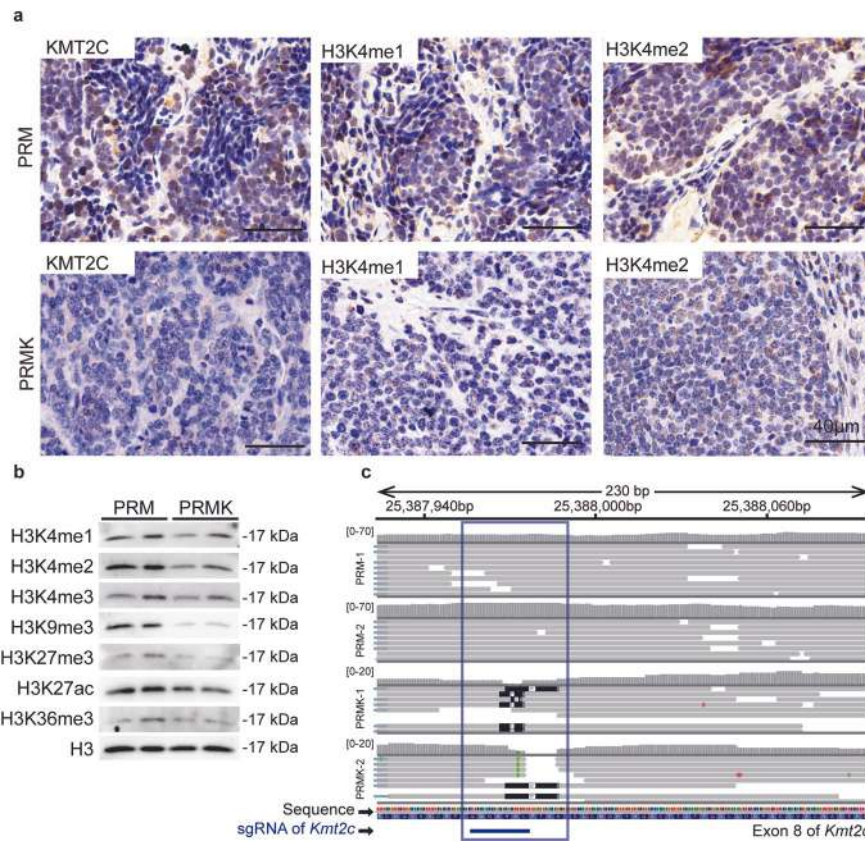 a
KMT2C
H3K4me1
H3K4me2
PRM
KMT2C
H3K4me1
H3K4me2
PRMK
40μm
b
PRM PRMK
H3K4me1 -17 kDa
H3K4me2 -17 kDa
H3K4me3 -17 kDa
H3K9me3 -17 kDa
H3K27me3 -17 kDa
H3K27ac -17 kDa
H3K36me3 -17 kDa
H3 -17 kDa
c
230 bp
25,387,940bp 25,388,000bp 25,388,060bp
[0-70]
PRM-1
[0-70]
PRM-2
[0-20]
PRMK-1
[0-20]
PRMK-2
Sequence
sgRNA of Kmt2c
Exon 8 of Kmt2c